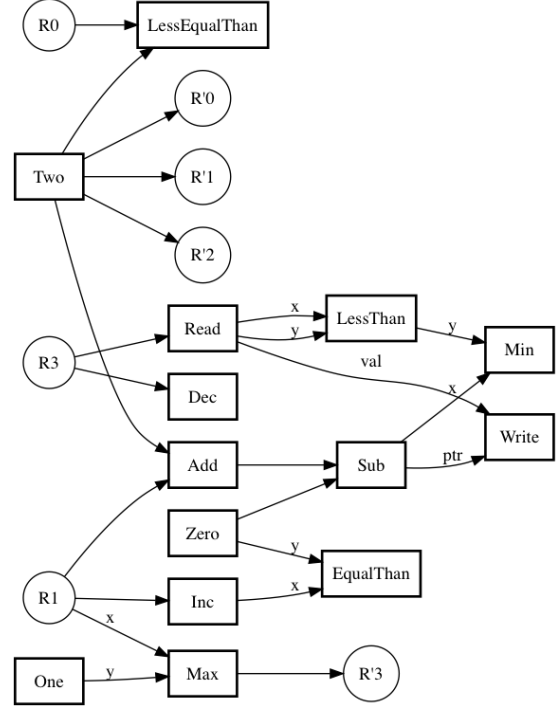 R0
LessEqualThan
R'0
Two
R'1
R'2
Read
x
y
LessThan
y
Min
R3
val
x
Dec
Write
Add
Sub
ptr
Zero
y
EqualThan
R1
Inc
x
x
One
y
Max
R'3